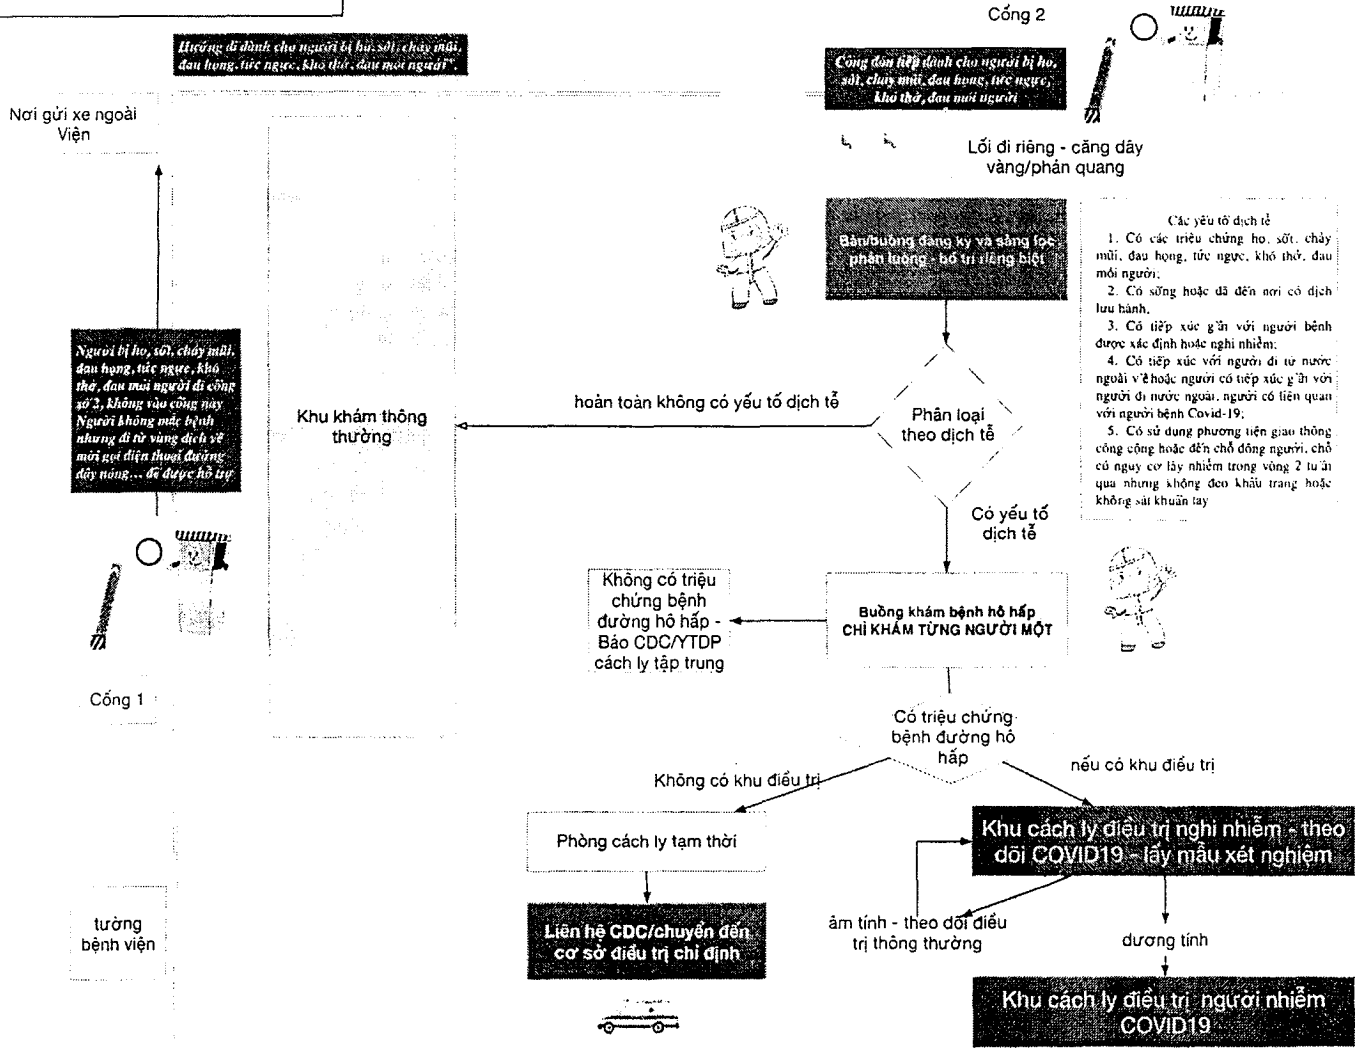 Cổng 2
Hướng đi dành cho người bị ho, sốt, chảy mũi,
đau họng, tức ngực, khó thở, đau mỏi người".
Cổng đón tiếp dành cho người bị ho,
sốt, chảy mũi, đau họng, tức ngực,
khó thở, đau mỏi người
Nơi gửi xe ngoài
Viện
Lối đi riêng - căng dây
vàng/phản quang
Bàn/buồng đăng ký và sàng lọc
phân luồng - bố trí riêng biệt
Các yếu tố dịch tễ
1. Có các triệu chứng ho, sốt, chảy
mũi, đau họng, tức ngực, khó thở, đau
mỏi người;
2. Có sống hoặc đã đến nơi có dịch
lưu hành,
3. Có tiếp xúc gần với người bệnh
được xác định hoặc nghi nhiễm;
4. Có tiếp xúc với người đi từ nước
ngoài về hoặc người có tiếp xúc gần với
người đi nước ngoài, người có liên quan
với người bệnh Covid-19;
5. Có sử dụng phương tiện giao thông
công cộng hoặc đến chỗ đông người, chỗ
có nguy cơ lây nhiễm trong vòng 2 tuần
qua nhưng không đeo khẩu trang hoặc
không sát khuẩn tay
Người bị ho, sốt, chảy mũi,
đau họng, tức ngực, khó
thở, đau mỏi người đi cổng
số 2, không vào cổng này
Người không mắc bệnh
nhưng đi từ vùng dịch về
mời gọi điện thoại đường
dây nóng... để được hỗ trợ
Khu khám thông
thường
hoàn toàn không có yếu tố dịch tễ
Phân loại
theo dịch tễ
Có yếu tố
dịch tễ
Không có triệu
chứng bệnh
đường hô hấp -
Báo CDC/YTDP
cách ly tập trung
Buồng khám bệnh hô hấp
CHỈ KHÁM TỪNG NGƯỜI MỘT
Cổng 1
Có triệu chứng
bệnh đường hô
hấp
Không có khu điều trị
nếu có khu điều trị
Phòng cách ly tạm thời
Khu cách ly điều trị nghi nhiễm - theo
dõi COVID19 - lấy mẫu xét nghiệm
tường
bệnh viện
Liên hệ CDC/chuyển đến
cơ sở điều trị chỉ định
âm tính - theo dõi điều
trị thông thường
dương tính
Khu cách ly điều trị người nhiễm
COVID19